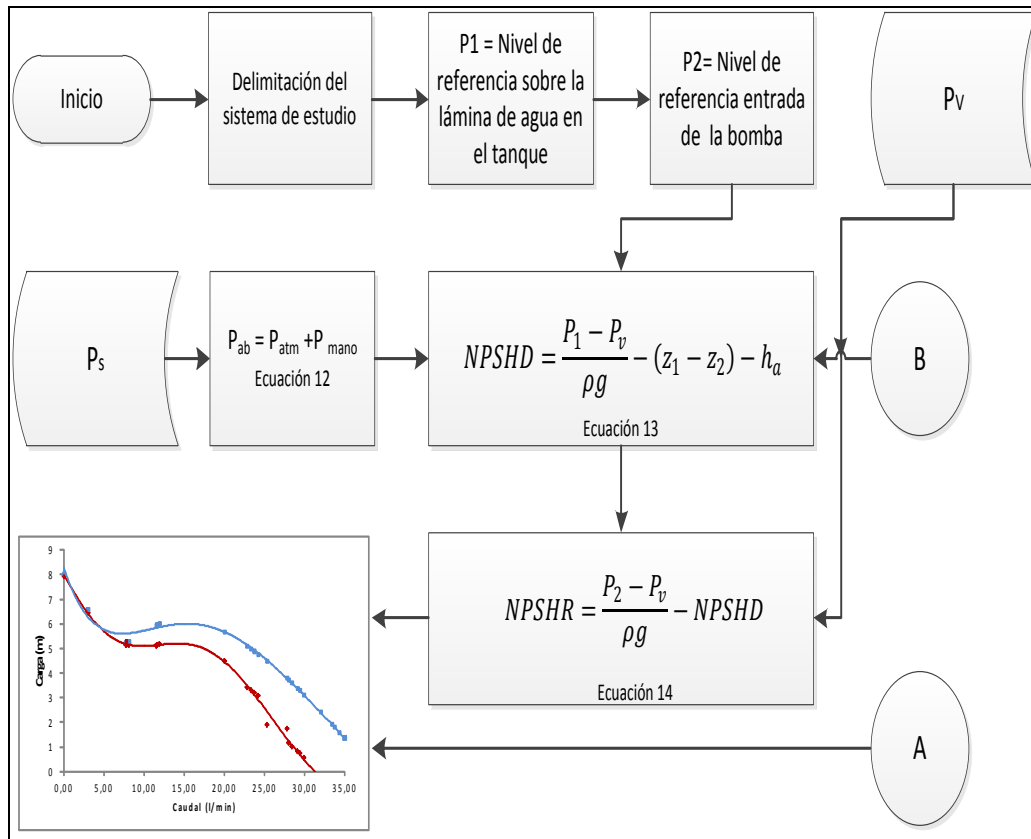 Inicio
Delimitación del
sistema de estudio
P1 = Nivel de
referencia sobre la
lámina de agua en
el tanque
P2= Nivel de
referencia entrada
de la bomba
PV
PS
Pab = Patm +P mano
Ecuación 12
NPSHD = (P1 − Pv)/(ρg) − (z1 − z2) − ha
Ecuación 13
B
NPSHR = (P2 − Pv)/(ρg) − NPSHD
Ecuación 14
A
Carga (m)
9
8
7
6
5
4
3
2
1
0
0,00 5,00 10,00 15,00 20,00 25,00 30,00 35,00
Caudal (l/min)